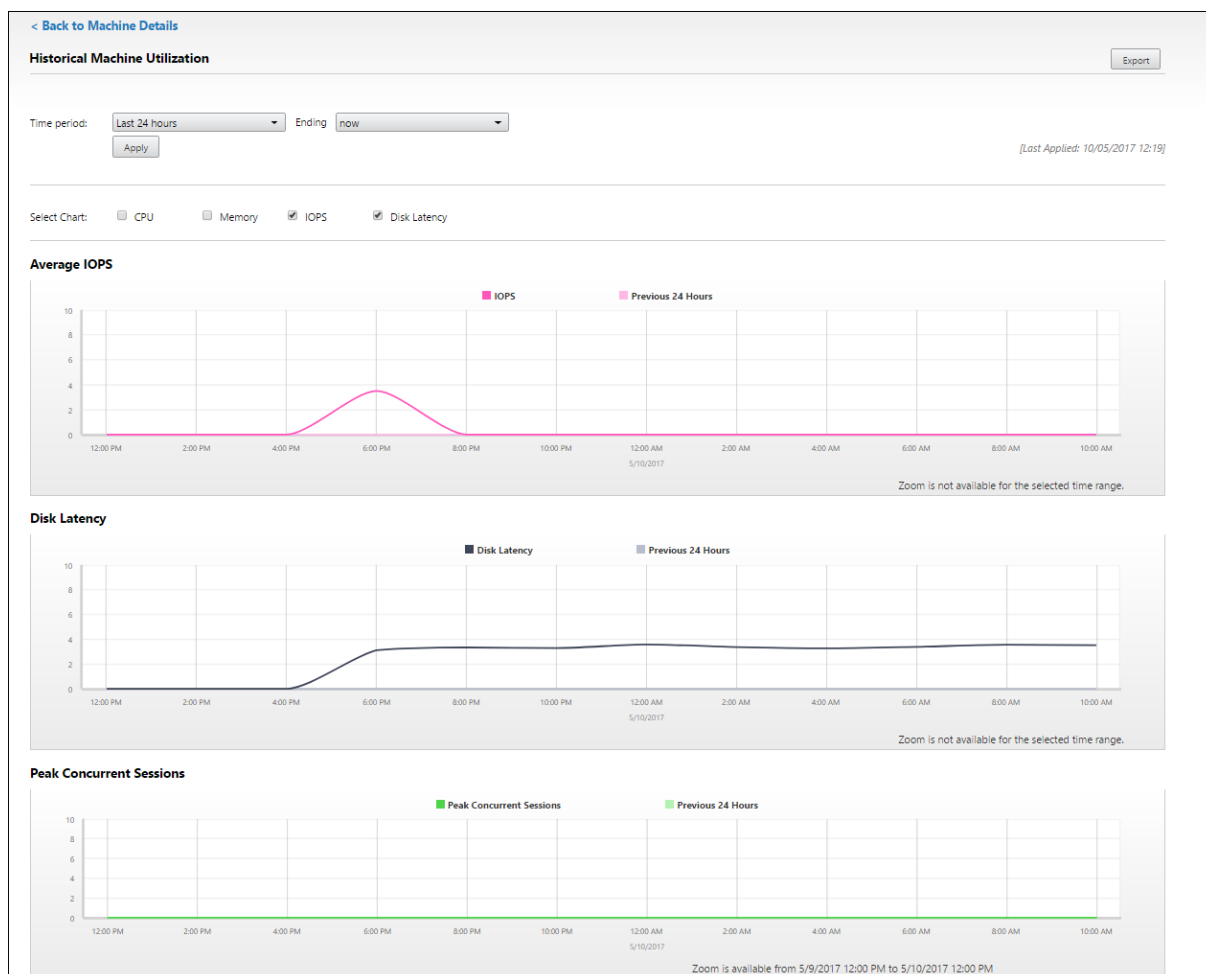 < Back to Machine Details
Historical Machine Utilization
Export
Time period: Last 24 hours Ending now
Apply
[Last Applied: 10/05/2017 12:19]
Select Chart: CPU Memory IOPS Disk Latency
Average IOPS
IOPS Previous 24 Hours
10
8
6
4
2
0
12:00 PM 2:00 PM 4:00 PM 6:00 PM 8:00 PM 10:00 PM 12:00 AM 2:00 AM 4:00 AM 6:00 AM 8:00 AM 10:00 AM
5/10/2017
Zoom is not available for the selected time range.
Disk Latency
Disk Latency Previous 24 Hours
10
8
6
4
2
0
12:00 PM 2:00 PM 4:00 PM 6:00 PM 8:00 PM 10:00 PM 12:00 AM 2:00 AM 4:00 AM 6:00 AM 8:00 AM 10:00 AM
5/10/2017
Zoom is not available for the selected time range.
Peak Concurrent Sessions
Peak Concurrent Sessions Previous 24 Hours
10
8
6
4
2
0
12:00 PM 2:00 PM 4:00 PM 6:00 PM 8:00 PM 10:00 PM 12:00 AM 2:00 AM 4:00 AM 6:00 AM 8:00 AM 10:00 AM
5/10/2017
Zoom is available from 5/9/2017 12:00 PM to 5/10/2017 12:00 PM